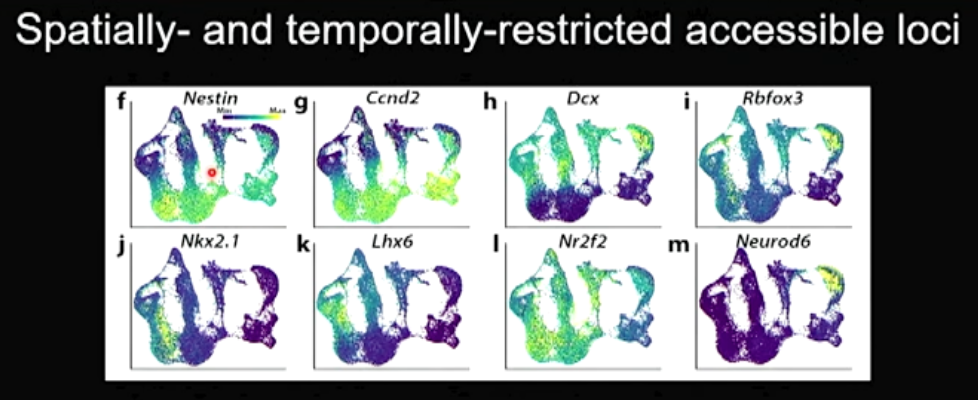 Spatially- and temporally-restricted accessible loci
f Nestin g Ccnd2 h Dcx i Rbfox3
Min Max
j Nkx2.1 k Lhx6 l Nr2f2 m Neurod6